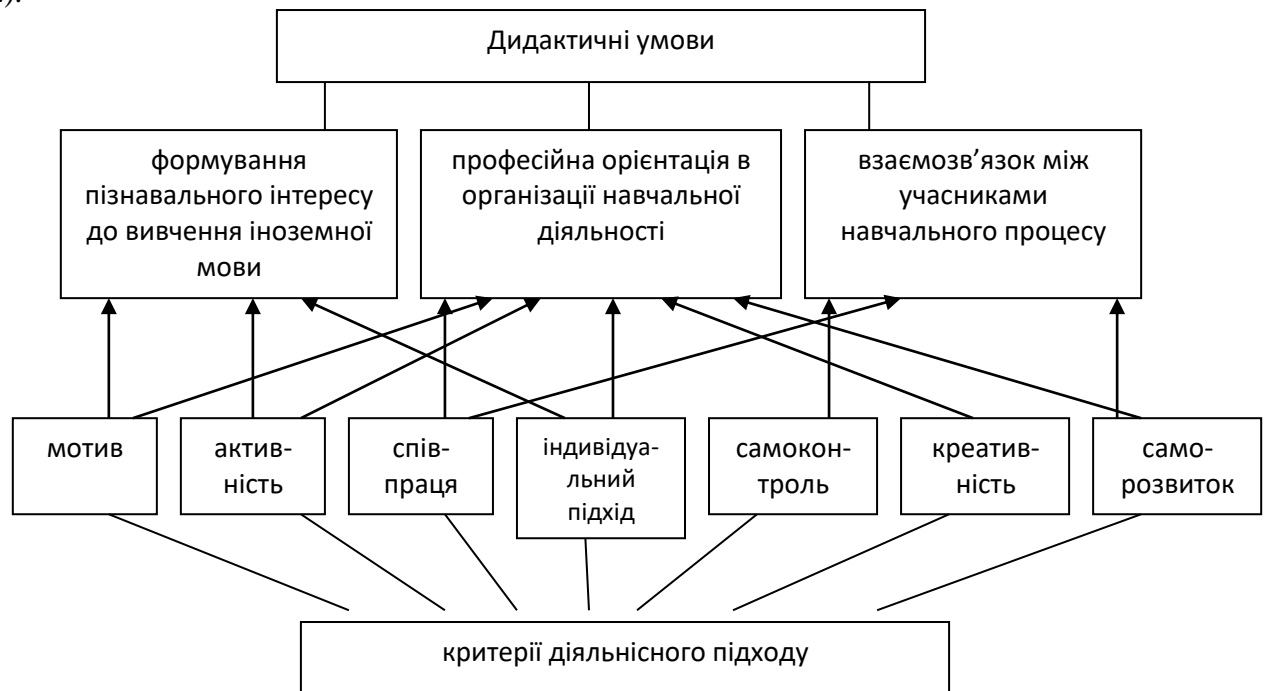 Дидактичні умови
формування
пізнавального інтересу
до вивчення іноземної
мови
професійна орієнтація в
організації навчальної
діяльності
взаємозв’язок між
учасниками
навчального процесу
мотив
актив-
ність
спів-
праця
індивідуа-
льний
підхід
самокон-
троль
креатив-
ність
само-
розвиток
критерії діяльнісного підходу